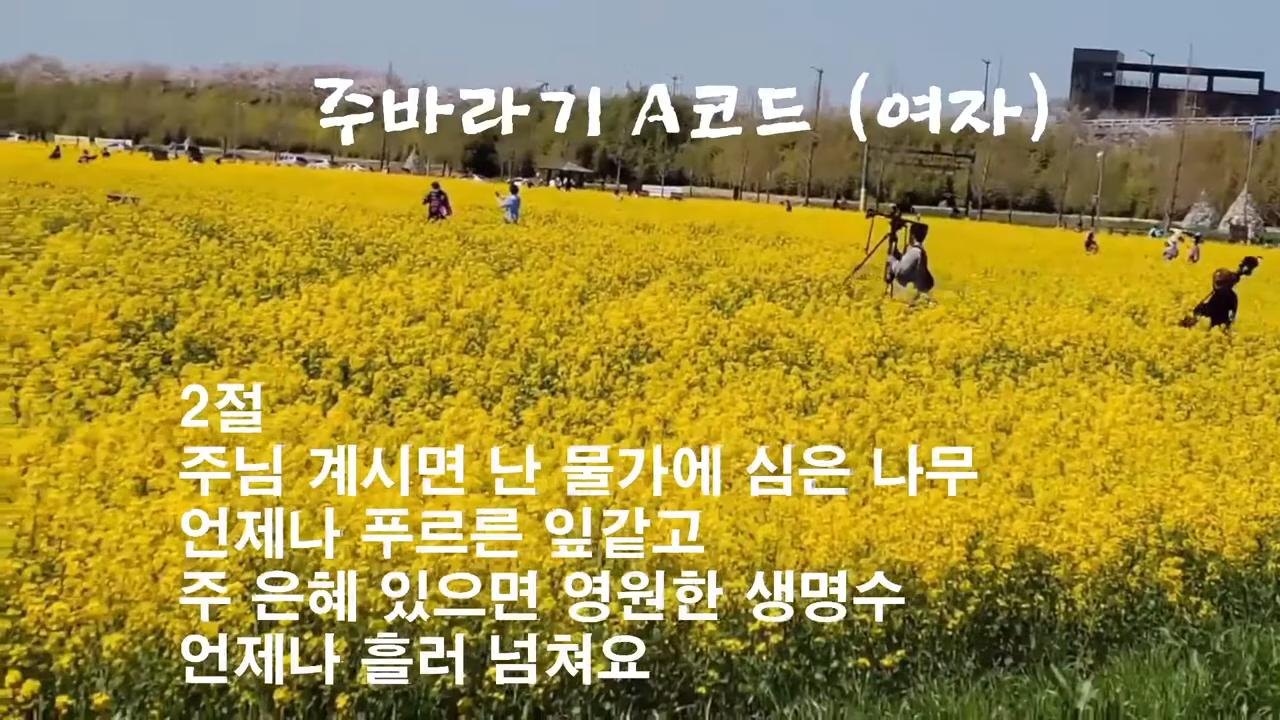 주바라기 A코드 (여자)
2절
주님 계시면 난 물가에 심은 나무
언제나 푸르른 잎같고
주 은혜 있으면 영원한 생명수
언제나 흘러 넘쳐요